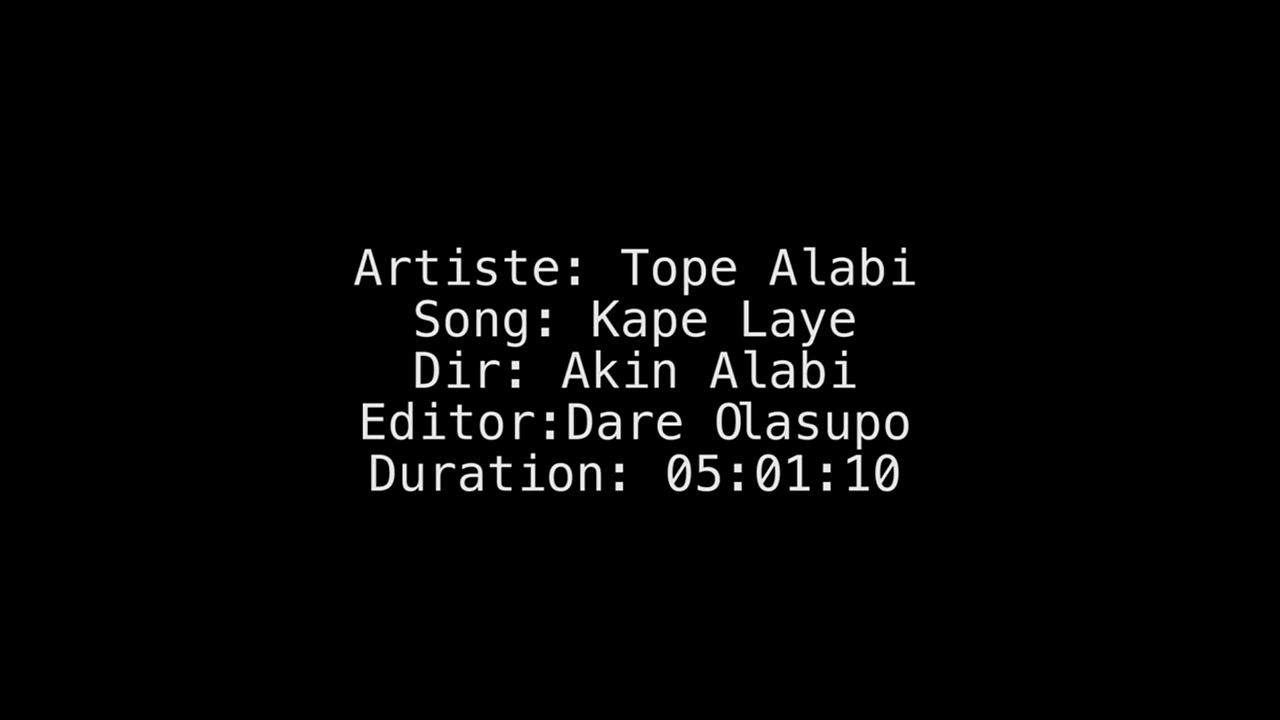 Artiste: Tope Alabi
Song: Kape Laye
Dir: Akin Alabi
Editor:Dare Olasupo
Duration: 05:01:10